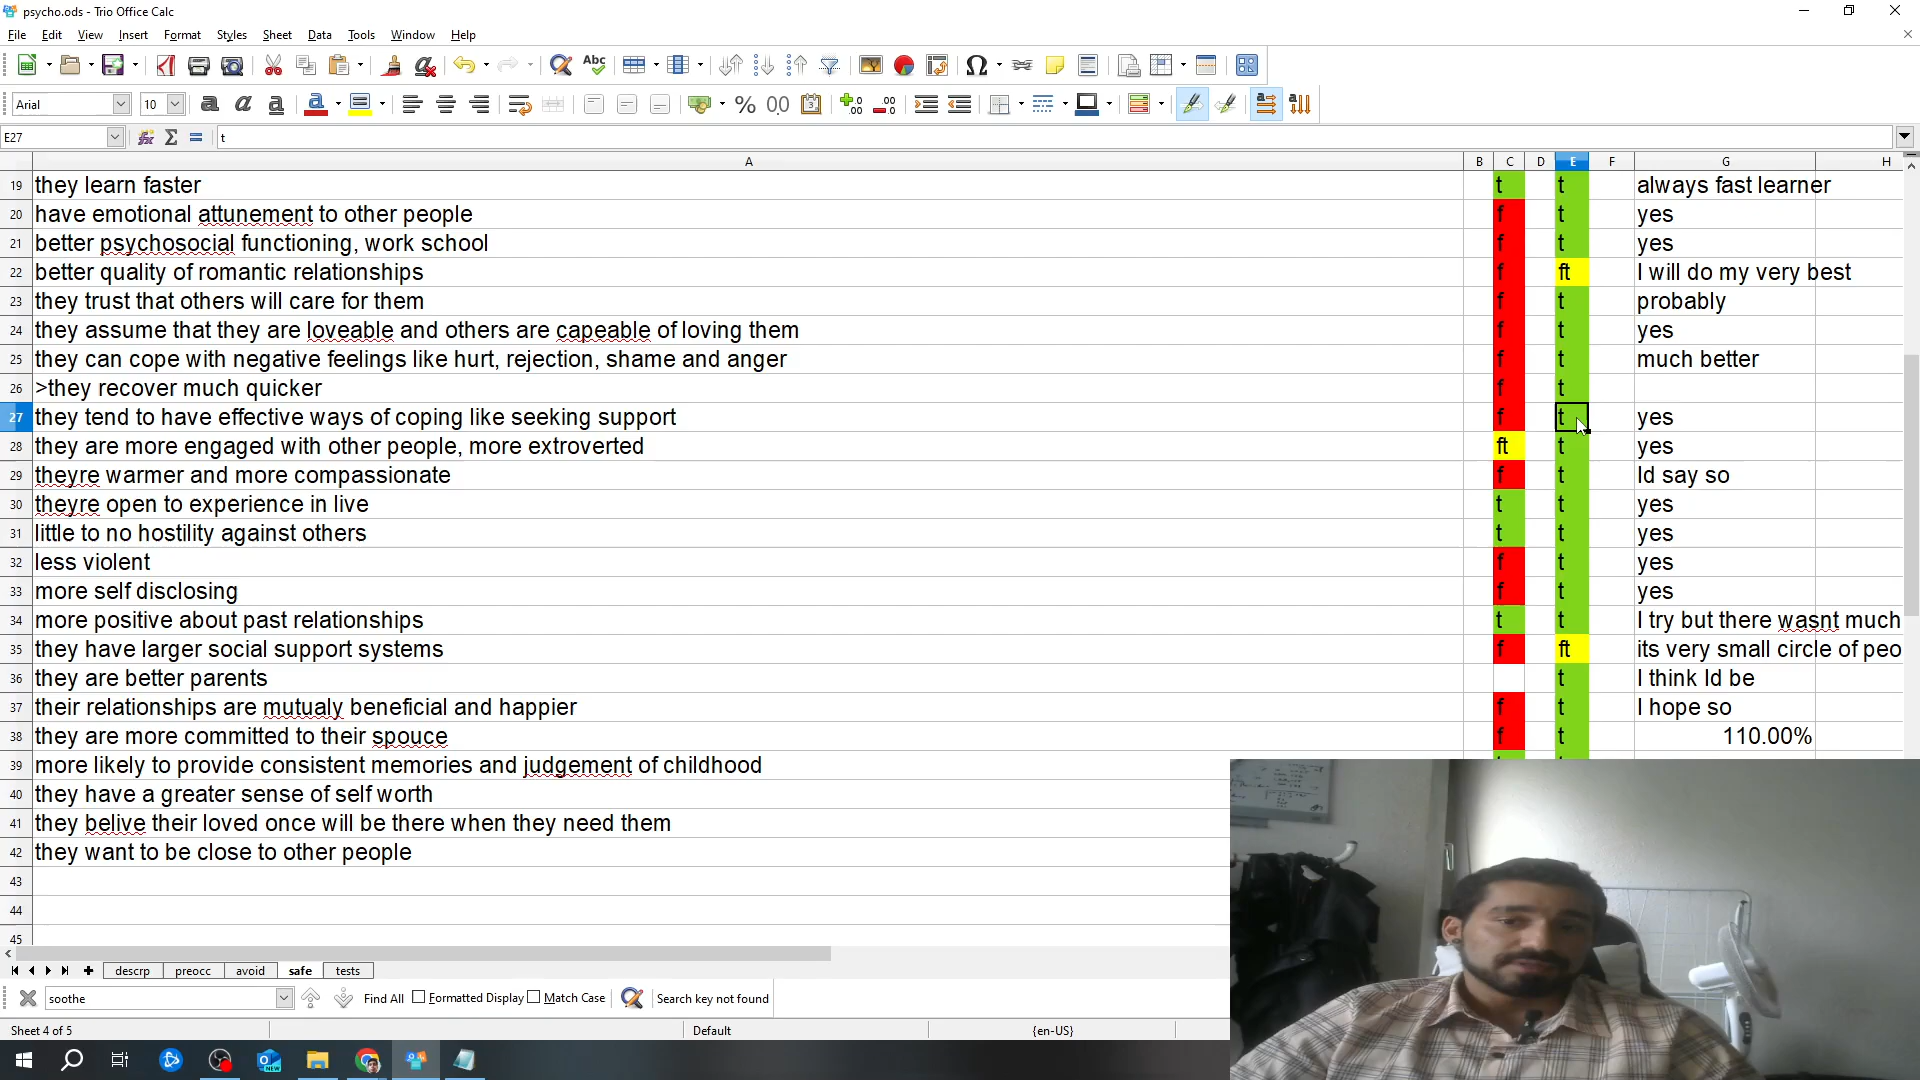 psycho.ods - Trio Office Calc
File Edit View Insert Format Styles Sheet Data Tools Window Help
Arial 10
E27 t
A B C D E F G H
19 they learn faster t t always fast learner
20 have emotional attunement to other people f t yes
21 better psychosocial functioning, work school f t yes
22 better quality of romantic relationships f ft I will do my very best
23 they trust that others will care for them f t probably
24 they assume that they are loveable and others are capeable of loving them f t yes
25 they can cope with negative feelings like hurt, rejection, shame and anger f t much better
26 >they recover much quicker f t
27 they tend to have effective ways of coping like seeking support f t yes
28 they are more engaged with other people, more extroverted ft t yes
29 theyre warmer and more compassionate f t Id say so
30 theyre open to experience in live t t yes
31 little to no hostility against others t t yes
32 less violent f t yes
33 more self disclosing f t yes
34 more positive about past relationships t t I try but there wasnt much
35 they have larger social support systems f ft its very small circle of peo
36 they are better parents t I think Id be
37 their relationships are mutualy beneficial and happier f t I hope so
38 they are more committed to their spouce f t 110.00%
39 more likely to provide consistent memories and judgement of childhood
40 they have a greater sense of self worth
41 they belive their loved once will be there when they need them
42 they want to be close to other people
43
44
45
descrp preocc avoid safe tests
soothe Find All Formatted Display Match Case Search key not found
Sheet 4 of 5 Default {en-US}